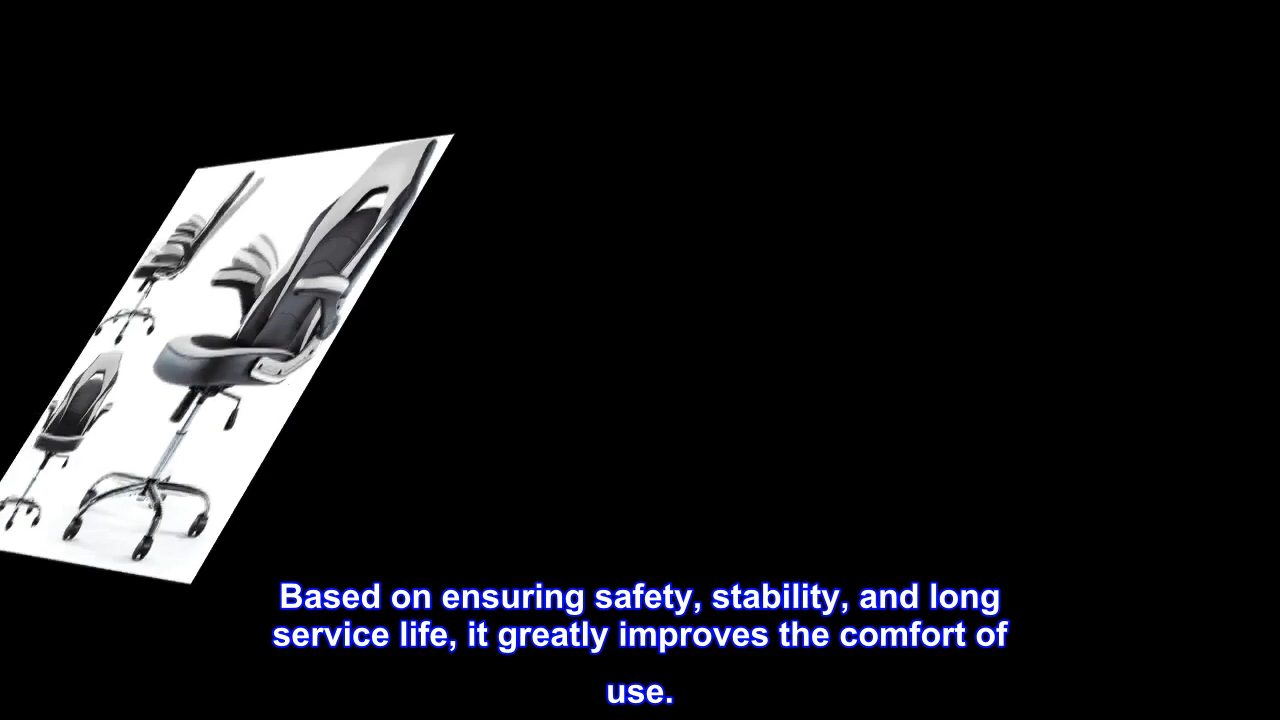 Based on ensuring safety, stability, and long
service life, it greatly improves the comfort of
use.